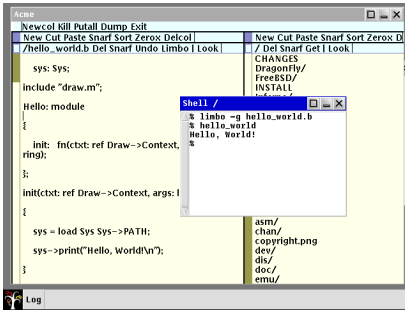 Acme
Newcol Kill Putall Dump Exit
New Cut Paste Snarf Sort Zerox Delcol
/hello_world.b Del Snarf Undo Limbo | Look |
sys: Sys;
include "draw.m";
Hello: module
{
init: fn(ctxt: ref Draw->Context,
ring);
};
init(ctxt: ref Draw->Context, args: l
{
sys = load Sys Sys->PATH;
sys->print("Hello, World!\n");
}
New Cut Paste Snarf Sort Zerox D
/ Del Snarf Get | Look |
CHANGES
DragonFly/
FreeBSD/
INSTALL
asm/
chan/
copyright.png
dev/
dis/
doc/
emu/
Shell /
% limbo -g hello_world.b
% hello_world
Hello, World!
%
Log